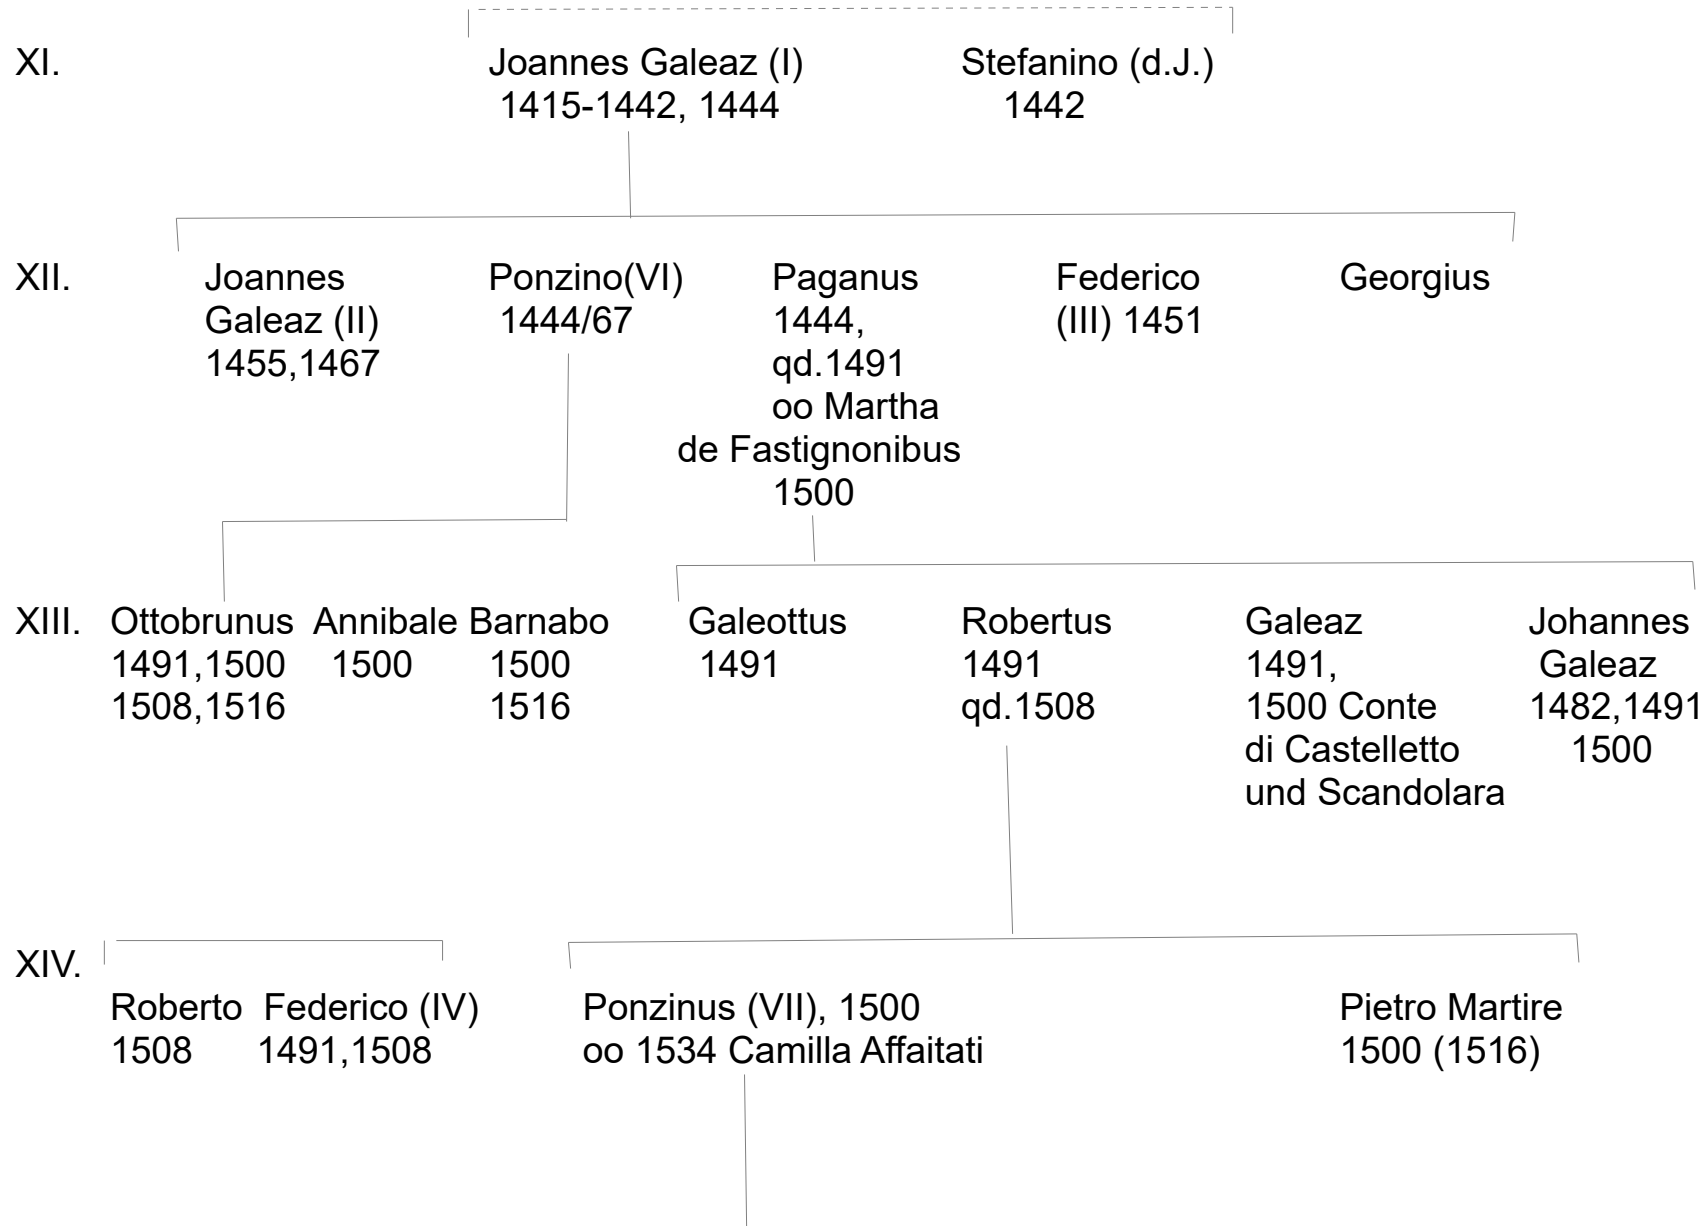 XI. Joannes Galeaz (I) Stefanino (d.J.)
1415-1442, 1444 1442
XII. Joannes Ponzino(VI) Paganus Federico Georgius
Galeaz (II) 1444/67 1444, (III) 1451
1455,1467 qd.1491
oo Martha
de Fastignonibus
1500
XIII. Ottobrunus Annibale Barnabo Galeottus Robertus Galeaz Johannes
1491,1500 1500 1500 1491 1491 1491, Galeaz
1508,1516 1516 qd.1508 1500 Conte 1482,1491
di Castelletto 1500
und Scandolara
XIV.
Roberto Federico (IV) Ponzinus (VII), 1500 Pietro Martire
1508 1491,1508 oo 1534 Camilla Affaitati 1500 (1516)